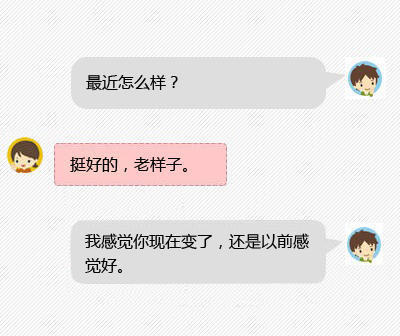 最近怎么样？
挺好的，老样子。
我感觉你现在变了，还是以前感
觉好。